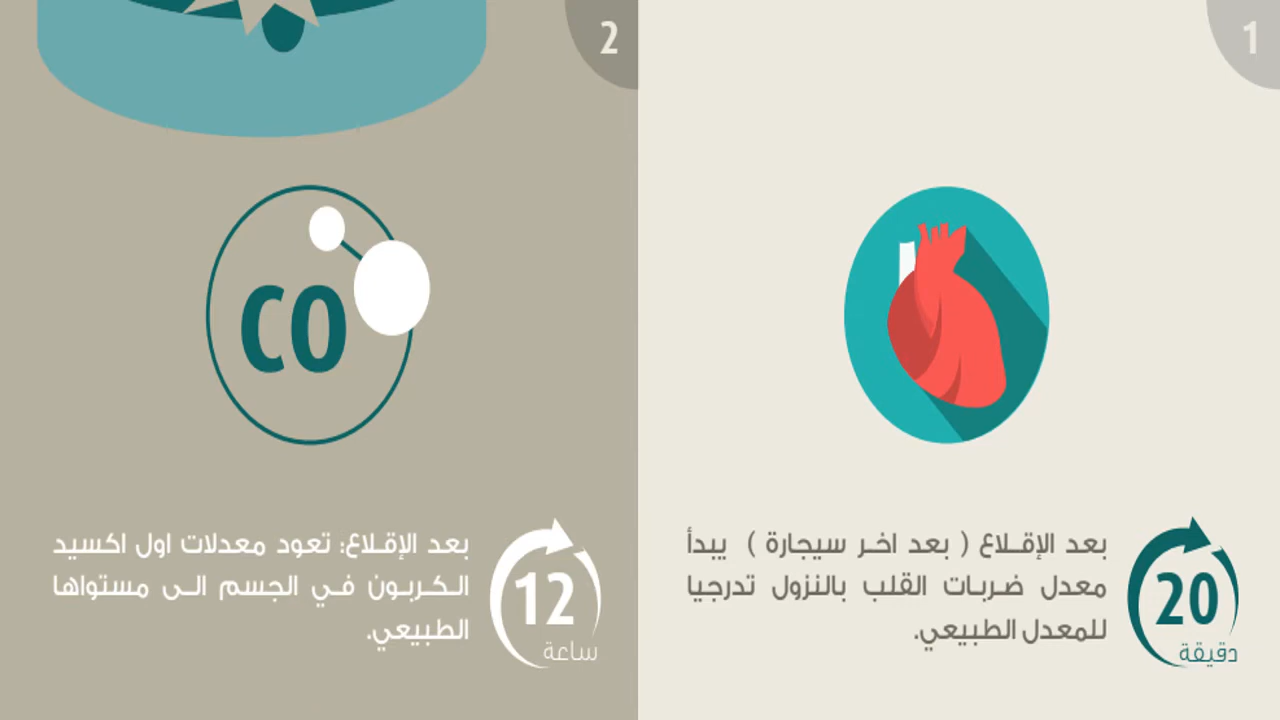 1
20
دقيقة
بعد الإقلاع ( بعد اخر سيجارة ) يبدأ
معدل ضربات القلب بالنزول تدرجيا
للمعدل الطبيعي.
2
CO
12
ساعة
بعد الإقلاع: تعود معدلات اول اكسيد
الكربون في الجسم الى مستواها
الطبيعي.